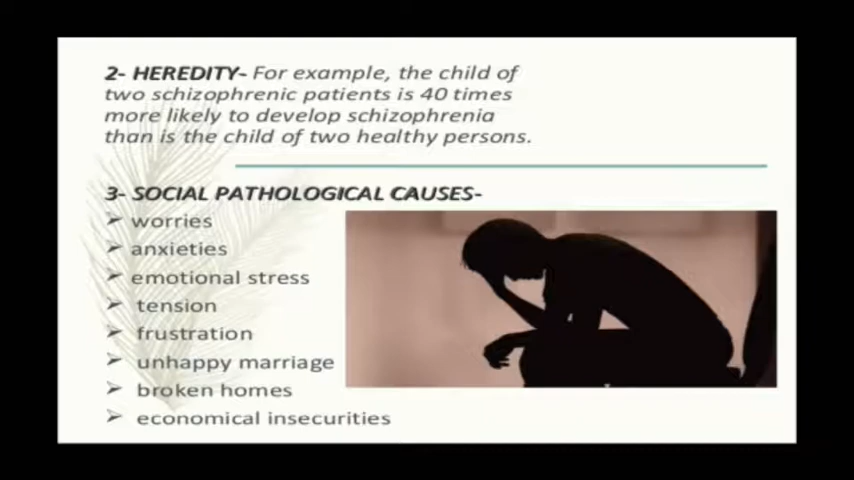 2- HEREDITY- For example, the child of
two schizophrenic patients is 40 times
more likely to develop schizophrenia
than is the child of two healthy persons.
3- SOCIAL PATHOLOGICAL CAUSES-
➢ worries
➢ anxieties
➢ emotional stress
➢ tension
➢ frustration
➢ unhappy marriage
➢ broken homes
➢ economical insecurities